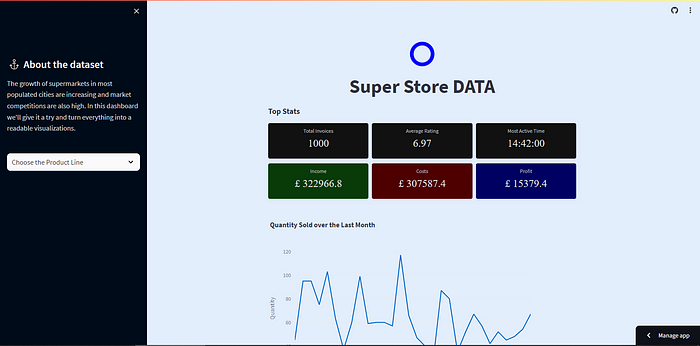 About the dataset
The growth of supermarkets in most
populated cities are increasing and market
competitions are also high. In this dashboard
we'll give it a try and turn everything into a
readable visualizations.
Choose the Product Line
Super Store DATA
Top Stats
Total Invoices
1000
Average Rating
6.97
Most Active Time
14:42:00
Income
£ 322966.8
Costs
£ 307587.4
Profit
£ 15379.4
Quantity Sold over the Last Month
120
100
80
60
Quantity
Manage app